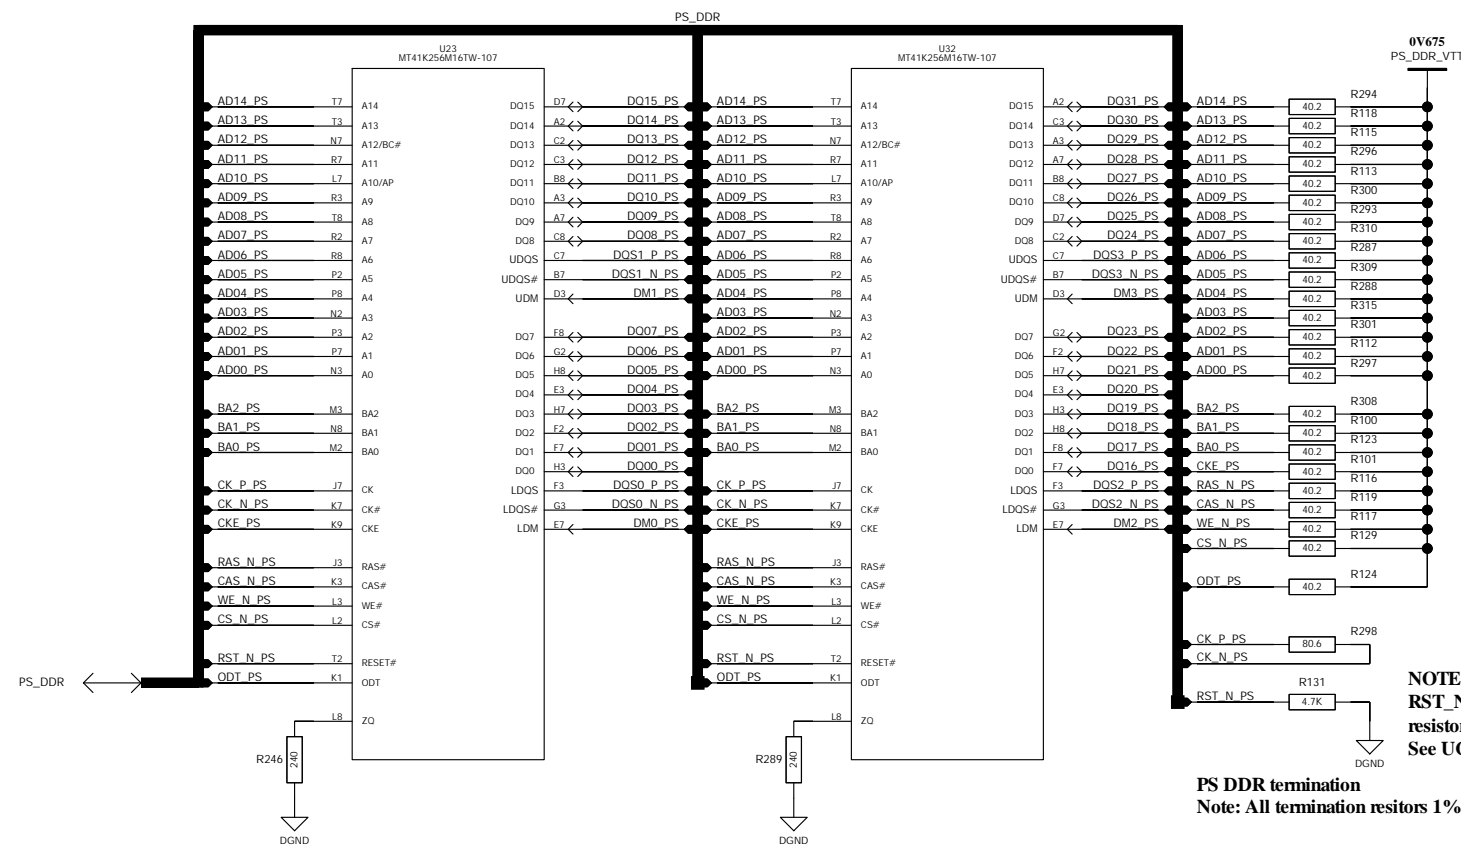 PS_DDR
U23
MT41K256M16TW-107
U32
MT41K256M16TW-107
0V675
PS_DDR_VTT
AD14_PS T7 A14 DQ15 D7 DQ15_PS AD14_PS T7 A14 DQ15 A2 DQ31_PS AD14_PS 40.2 R294
AD13_PS T3 A13 DQ14 A2 DQ14_PS AD13_PS T3 A13 DQ14 C3 DQ30_PS AD13_PS 40.2 R118
AD12_PS N7 A12/BC# DQ13 C2 DQ13_PS AD12_PS N7 A12/BC# DQ13 A3 DQ29_PS AD12_PS 40.2 R115
AD11_PS R7 A11 DQ12 C3 DQ12_PS AD11_PS R7 A11 DQ12 A7 DQ28_PS AD11_PS 40.2 R296
AD10_PS L7 A10/AP DQ11 B8 DQ11_PS AD10_PS L7 A10/AP DQ11 B8 DQ27_PS AD10_PS 40.2 R113
AD09_PS R3 A9 DQ10 A3 DQ10_PS AD09_PS R3 A9 DQ10 C8 DQ26_PS AD09_PS 40.2 R300
AD08_PS T8 A8 DQ9 A7 DQ09_PS AD08_PS T8 A8 DQ9 D7 DQ25_PS AD08_PS 40.2 R293
AD07_PS R2 A7 DQ8 C8 DQ08_PS AD07_PS R2 A7 DQ8 C2 DQ24_PS AD07_PS 40.2 R310
AD06_PS R8 A6 UDQS C7 DQS1_P_PS AD06_PS R8 A6 UDQS C7 DQS3_P_PS AD06_PS 40.2 R287
AD05_PS P2 A5 UDQS# B7 DQS1_N_PS AD05_PS P2 A5 UDQS# B7 DQS3_N_PS AD05_PS 40.2 R309
AD04_PS P8 A4 UDM D3 DM1_PS AD04_PS P8 A4 UDM D3 DM3_PS AD04_PS 40.2 R288
AD03_PS N2 A3 AD03_PS N2 A3 AD03_PS 40.2 R315
AD02_PS P3 A2 DQ7 F8 DQ07_PS AD02_PS P3 A2 DQ7 G2 DQ23_PS AD02_PS 40.2 R301
AD01_PS P7 A1 DQ6 G2 DQ06_PS AD01_PS P7 A1 DQ6 F2 DQ22_PS AD01_PS 40.2 R112
AD00_PS N3 A0 DQ5 H8 DQ05_PS AD00_PS N3 A0 DQ5 H7 DQ21_PS AD00_PS 40.2 R297
DQ4 E3 DQ04_PS DQ4 E3 DQ20_PS
BA2_PS M3 BA2 DQ3 H7 DQ03_PS BA2_PS M3 BA2 DQ3 H3 DQ19_PS BA2_PS 40.2 R308
BA1_PS N8 BA1 DQ2 F2 DQ02_PS BA1_PS N8 BA1 DQ2 H8 DQ18_PS BA1_PS 40.2 R100
BA0_PS M2 BA0 DQ1 F7 DQ01_PS BA0_PS M2 BA0 DQ1 F8 DQ17_PS BA0_PS 40.2 R123
DQ0 H3 DQ00_PS DQ0 F7 DQ16_PS CKE_PS 40.2 R101
CK_P_PS J7 CK LDQS F3 DQS0_P_PS CK_P_PS J7 CK LDQS F3 DQS2_P_PS RAS_N_PS 40.2 R116
CK_N_PS K7 CK# LDQS# G3 DQS0_N_PS CK_N_PS K7 CK# LDQS# G3 DQS2_N_PS CAS_N_PS 40.2 R119
CKE_PS K9 CKE LDM E7 DM0_PS CKE_PS K9 CKE LDM E7 DM2_PS WE_N_PS 40.2 R117
CS_N_PS 40.2 R129
RAS_N_PS J3 RAS# RAS_N_PS J3 RAS#
CAS_N_PS K3 CAS# CAS_N_PS K3 CAS# ODT_PS 40.2 R124
WE_N_PS L3 WE# WE_N_PS L3 WE#
CS_N_PS L2 CS# CS_N_PS L2 CS#
CK_P_PS 80.6 R298
RST_N_PS T2 RESET# RST_N_PS T2 RESET# CK_N_PS
PS_DDR ODT_PS K1 ODT ODT_PS K1 ODT
RST_N_PS 4.7K R131
L8 ZQ L8 ZQ
R246 240 R289 240
DGND
DGND
DGND
NOTE
RST_N
resistor
See UG
PS DDR termination
Note: All termination resitors 1%